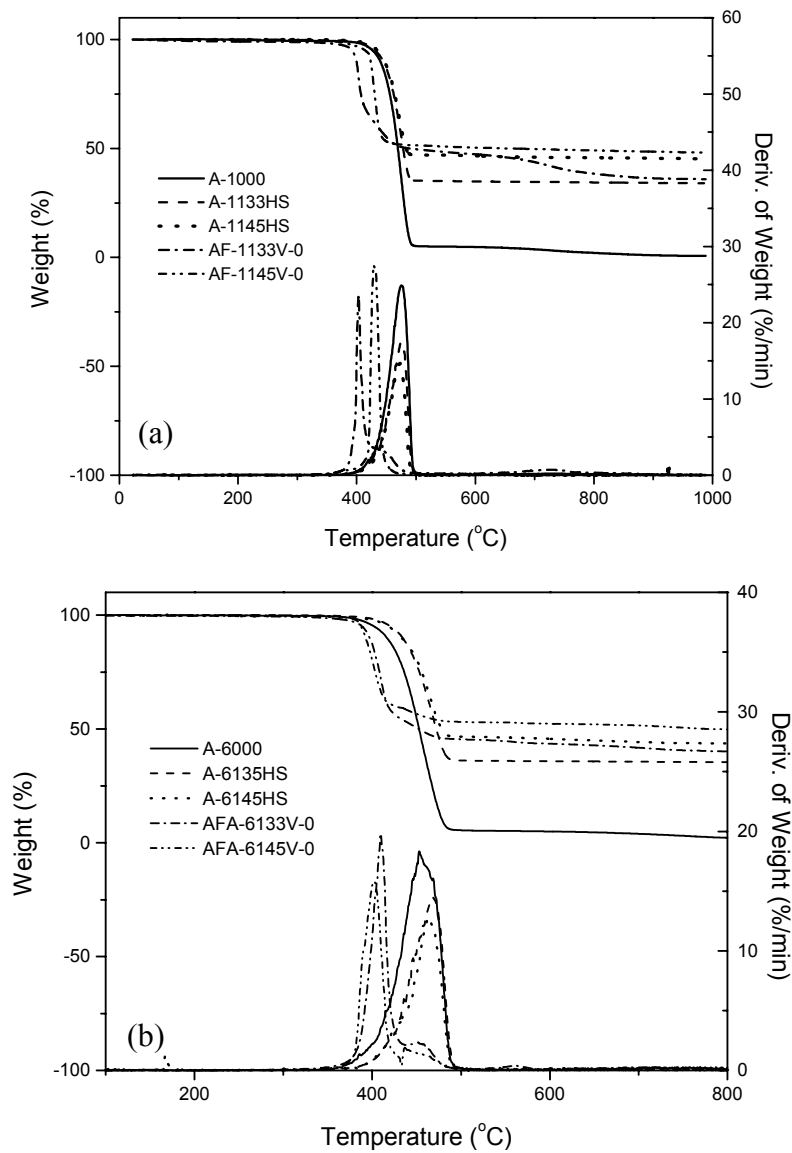 60
100
50
50
A-1000
A-1133HS
A-1145HS
AF-1133V-0
AF-1145V-0
40
0
30
-50
20
10
(a)
-100
0
0
200
400
600
800
1000
Weight (%)
Deriv. of Weight (%/min)
Temperature (°C)
40
100
50
30
A-6000
A-6135HS
A-6145HS
AFA-6133V-0
AFA-6145V-0
0
20
-50
10
(b)
-100
0
200
400
600
800
Weight (%)
Deriv. of Weight (%/min)
Temperature (°C)